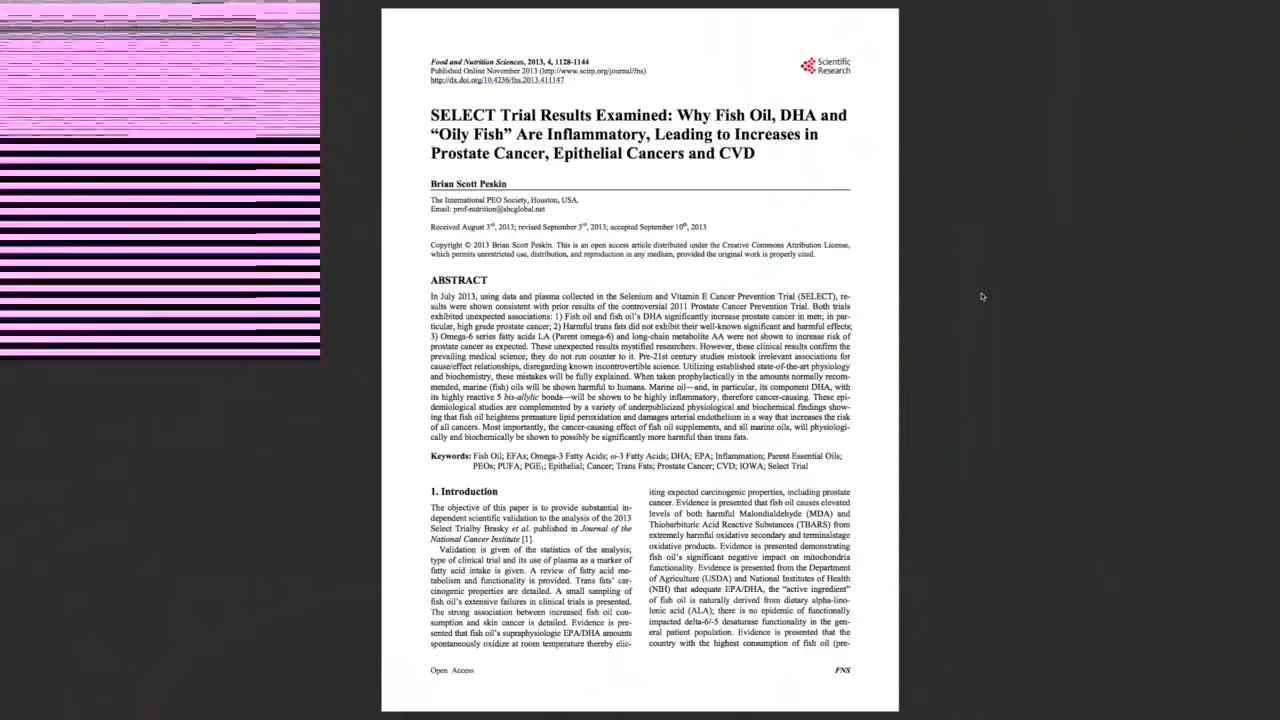 Food and Nutrition Sciences, 2013, 4, 1128-1144
Published Online November 2013 (http://www.scirp.org/journal/fns)
http://dx.doi.org/10.4236/fns.2013.411147
Scientific
Research
SELECT Trial Results Examined: Why Fish Oil, DHA and
“Oily Fish” Are Inflammatory, Leading to Increases in
Prostate Cancer, Epithelial Cancers and CVD
Brian Scott Peskin
The International PEO Society, Houston, USA.
Email: prof-nutrition@sbcglobal.net
Received August 3rd, 2013; revised September 3rd, 2013; accepted September 10th, 2013
Copyright © 2013 Brian Scott Peskin. This is an open access article distributed under the Creative Commons Attribution License,
which permits unrestricted use, distribution, and reproduction in any medium, provided the original work is properly cited.
ABSTRACT
In July 2013, using data and plasma collected in the Selenium and Vitamin E Cancer Prevention Trial (SELECT), re-
sults were shown consistent with prior results of the controversial 2011 Prostate Cancer Prevention Trial. Both trials
exhibited unexpected associations: 1) Fish oil and fish oil’s DHA significantly increase prostate cancer in men; in par-
ticular, high grade prostate cancer; 2) Harmful trans fats did not exhibit their well-known significant and harmful effects;
3) Omega-6 series fatty acids LA (Parent omega-6) and long-chain metabolite AA were not shown to increase risk of
prostate cancer as expected. These unexpected results mystified researchers. However, these clinical results confirm the
prevailing medical science; they do not run counter to it. Pre-21st century studies mistook irrelevant associations for
cause/effect relationships, disregarding known incontrovertible science. Utilizing established state-of-the-art physiology
and biochemistry, these mistakes will be fully explained. When taken prophylactically in the amounts normally recom-
mended, marine (fish) oils will be shown harmful to humans. Marine oil—and, in particular, its component DHA, with
its highly reactive 5 bis-allylic bonds—will be shown to be highly inflammatory, therefore cancer-causing. These epi-
demiological studies are complemented by a variety of underpublicized physiological and biochemical findings show-
ing that fish oil heightens premature lipid peroxidation and damages arterial endothelium in a way that increases the risk
of all cancers. Most importantly, the cancer-causing effect of fish oil supplements, and all marine oils, will physiologi-
cally and biochemically be shown to possibly be significantly more harmful than trans fats.
Keywords: Fish Oil; EFAs; Omega-3 Fatty Acids; ω-3 Fatty Acids; DHA; EPA; Inflammation; Parent Essential Oils;
PEOs; PUFA; PGE1; Epithelial; Cancer; Trans Fats; Prostate Cancer; CVD; IOWA; Select Trial
1. Introduction
The objective of this paper is to provide substantial in-
dependent scientific validation to the analysis of the 2013
Select Trialby Brasky et al. published in Journal of the
National Cancer Institute [1].
Validation is given of the statistics of the analysis;
type of clinical trial and its use of plasma as a marker of
fatty acid intake is given. A review of fatty acid me-
tabolism and functionality is provided. Trans fats’ car-
cinogenic properties are detailed. A small sampling of
fish oil’s extensive failures in clinical trials is presented.
The strong association between increased fish oil con-
sumption and skin cancer is detailed. Evidence is pre-
sented that fish oil’s supraphysiologic EPA/DHA amounts
spontaneously oxidize at room temperature thereby elic-
iting expected carcinogenic properties, including prostate
cancer. Evidence is presented that fish oil causes elevated
levels of both harmful Malondialdehyde (MDA) and
Thiobarbituric Acid Reactive Substances (TBARS) from
extremely harmful oxidative secondary and terminalstage
oxidative products. Evidence is presented demonstrating
fish oil’s significant negative impact on mitochondria
functionality. Evidence is presented from the Department
of Agriculture (USDA) and National Institutes of Health
(NIH) that adequate EPA/DHA, the “active ingredient”
of fish oil is naturally derived from dietary alpha-lino-
lenic acid (ALA); there is no epidemic of functionally
impacted delta-6/-5 desaturase functionality in the gen-
eral patient population. Evidence is presented that the
country with the highest consumption of fish oil (pre-
Open Access
FNS